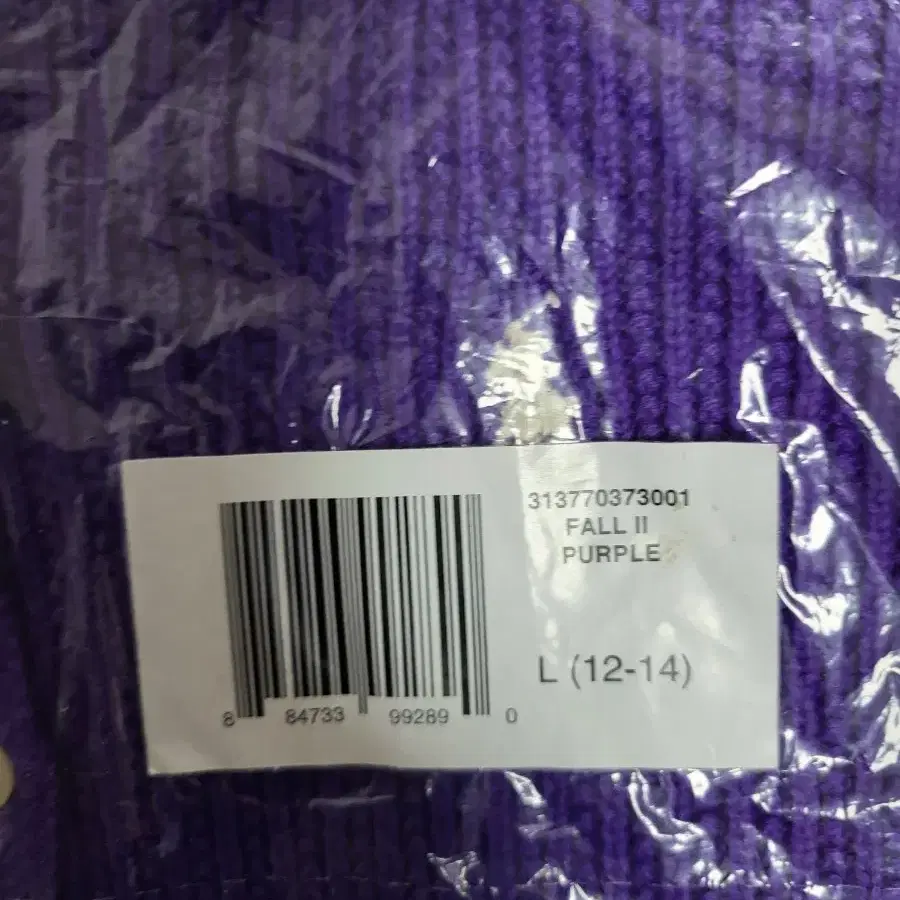 313770373001
FALL II
PURPLE
L (12-14)
8 84733 99289 0